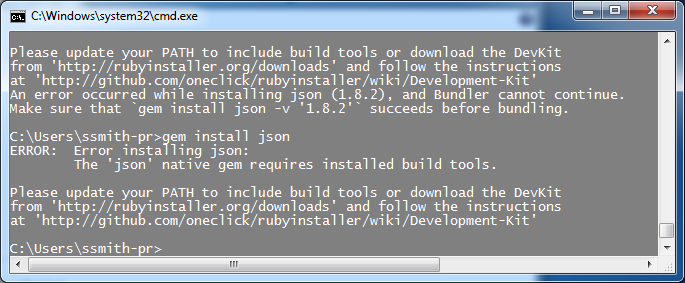 C:\Windows\system32\cmd.exe
Please update your PATH to include build tools or download the DevKit
from 'http://rubyinstaller.org/downloads' and follow the instructions
at 'http://github.com/oneclick/rubyinstaller/wiki/Development-Kit'
An error occurred while installing json (1.8.2), and Bundler cannot continue.
Make sure that `gem install json -v '1.8.2'` succeeds before bundling.
C:\Users\ssmith-pr>gem install json
ERROR:  Error installing json:
        The 'json' native gem requires installed build tools.
Please update your PATH to include build tools or download the DevKit
from 'http://rubyinstaller.org/downloads' and follow the instructions
at 'http://github.com/oneclick/rubyinstaller/wiki/Development-Kit'
C:\Users\ssmith-pr>